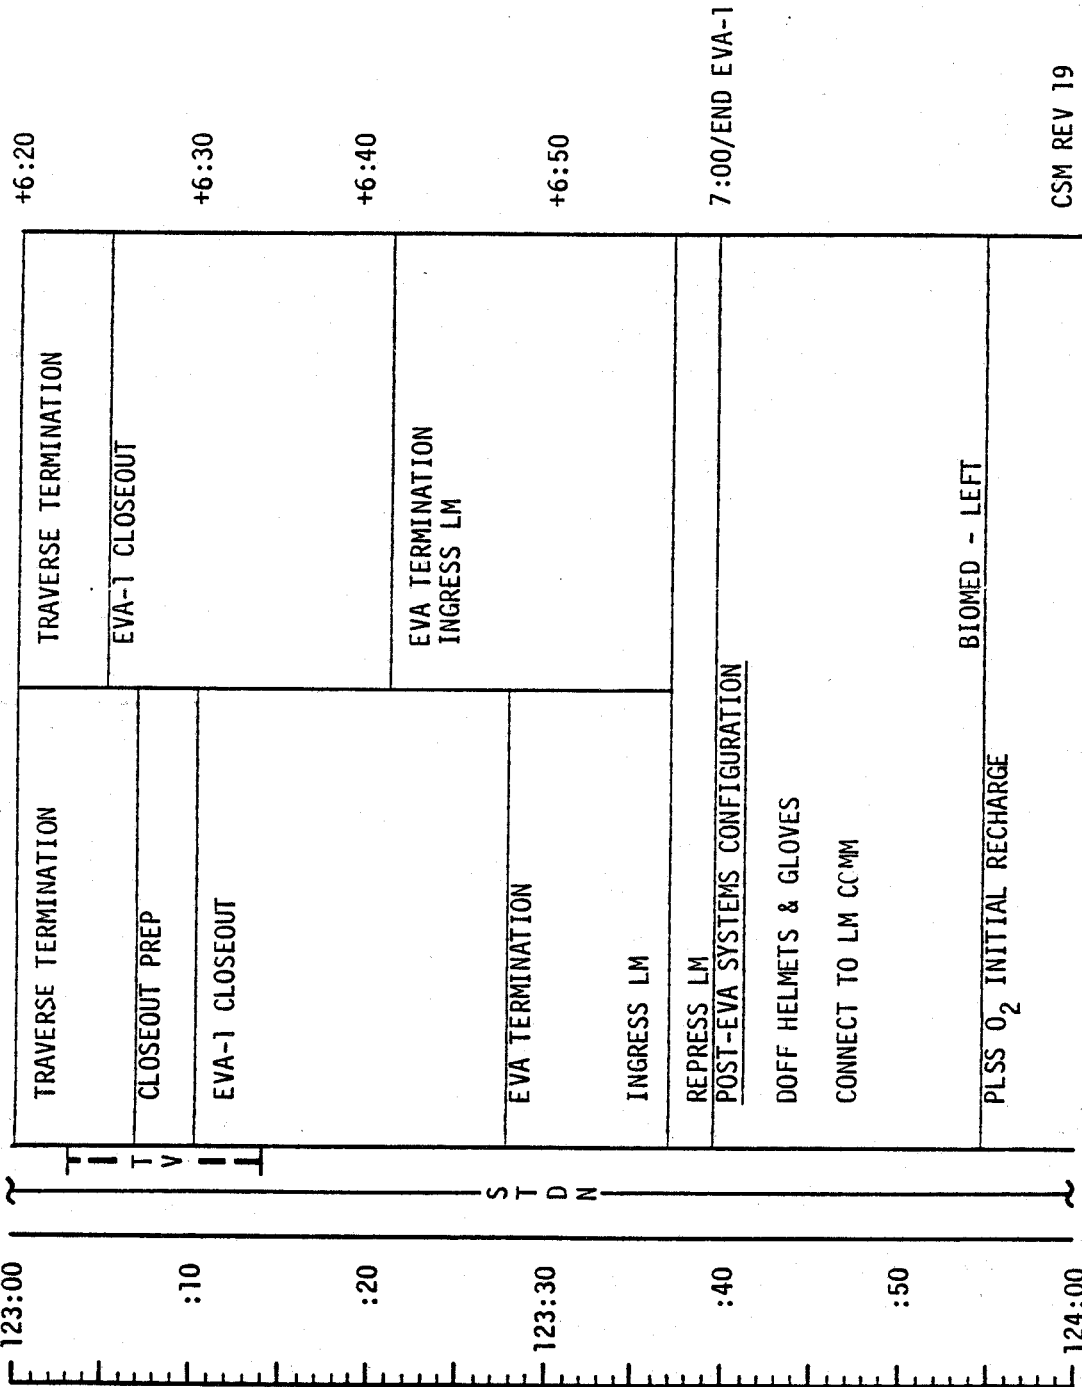 123:00
:10
:20
123:30
:40
:50
124:00
T V
S T D N
TRAVERSE TERMINATION
CLOSEOUT PREP
EVA-1 CLOSEOUT
EVA TERMINATION
INGRESS LM
REPRESS LM
POST-EVA SYSTEMS CONFIGURATION
DOFF HELMETS & GLOVES
CONNECT TO LM COMM
PLSS O2 INITIAL RECHARGE
TRAVERSE TERMINATION
EVA-1 CLOSEOUT
EVA TERMINATION
INGRESS LM
BIOMED - LEFT
+6:20
+6:30
+6:40
+6:50
7:00/END EVA-1
CSM REV 19